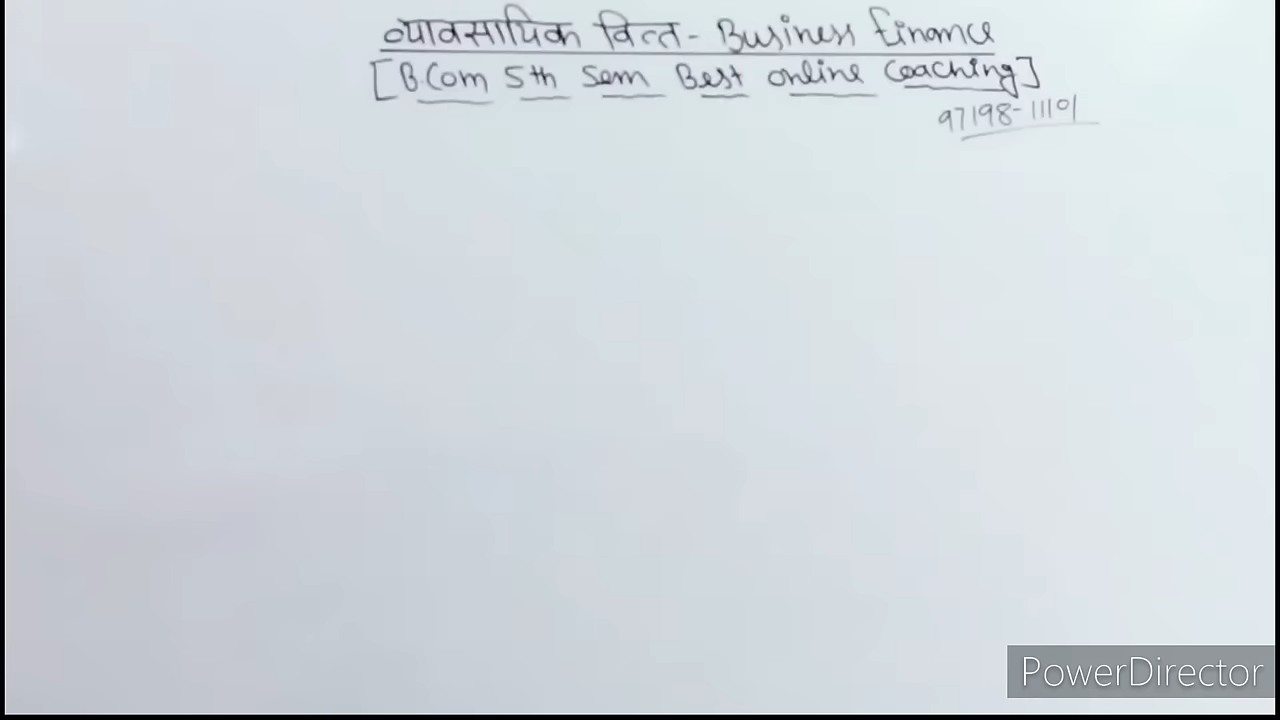 व्यावसायिक वित्त - Business finance
[B.Com 5th Sem Best online Coaching]
97198-11101
PowerDirector